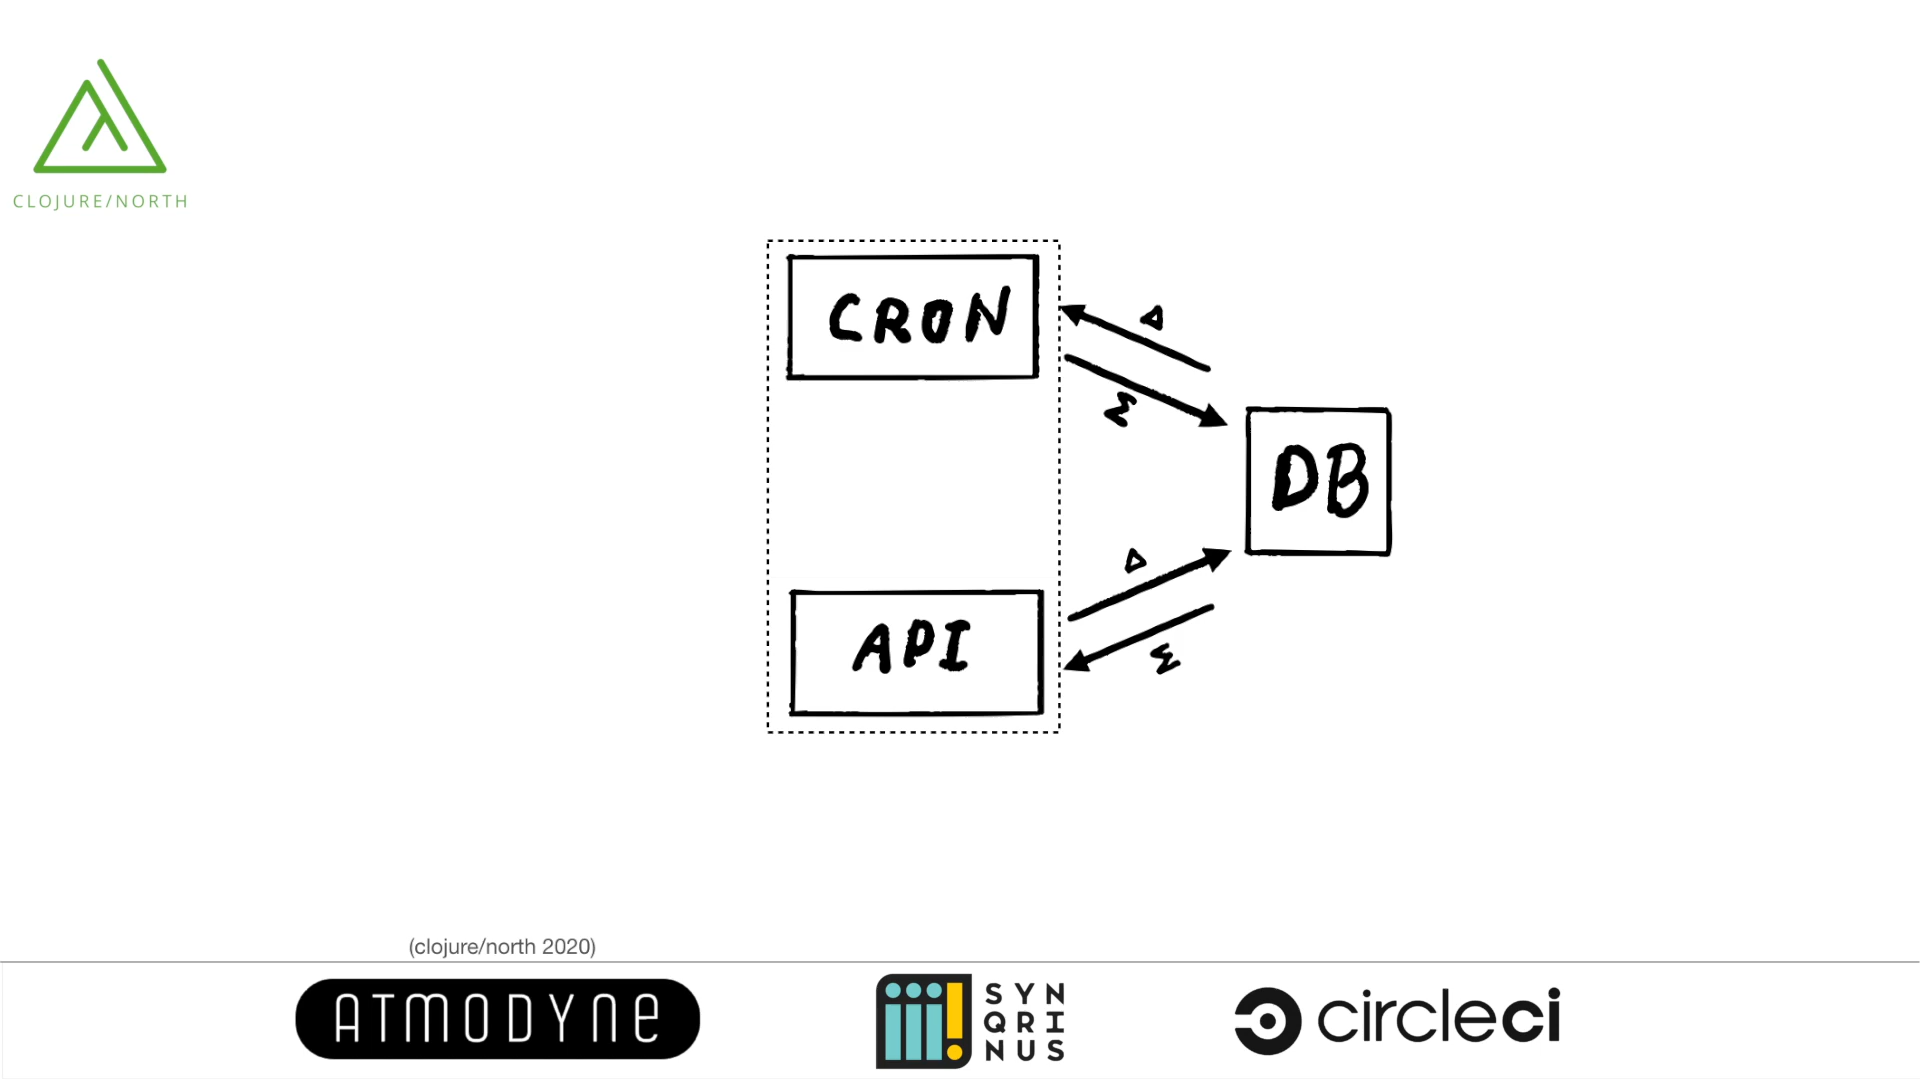 CLOJURE/NORTH
CRON
Δ
Σ
DB
Δ
API
Σ
(clojure/north 2020)
ATMODYNE
SYN
QRI
NUS
circleci